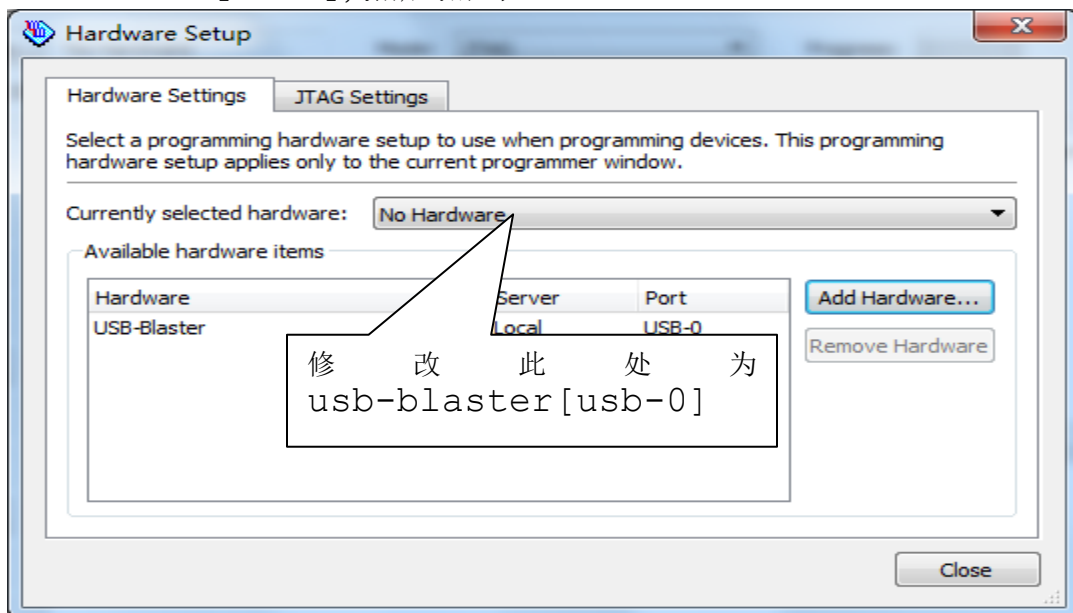 Hardware Setup
Hardware Settings JTAG Settings
Select a programming hardware setup to use when programming devices. This programming
hardware setup applies only to the current programmer window.
Currently selected hardware: No Hardware
Available hardware items
Hardware Server Port
USB-Blaster Local USB-0
Add Hardware...
Remove Hardware
修改此处为
usb-blaster[usb-0]
Close